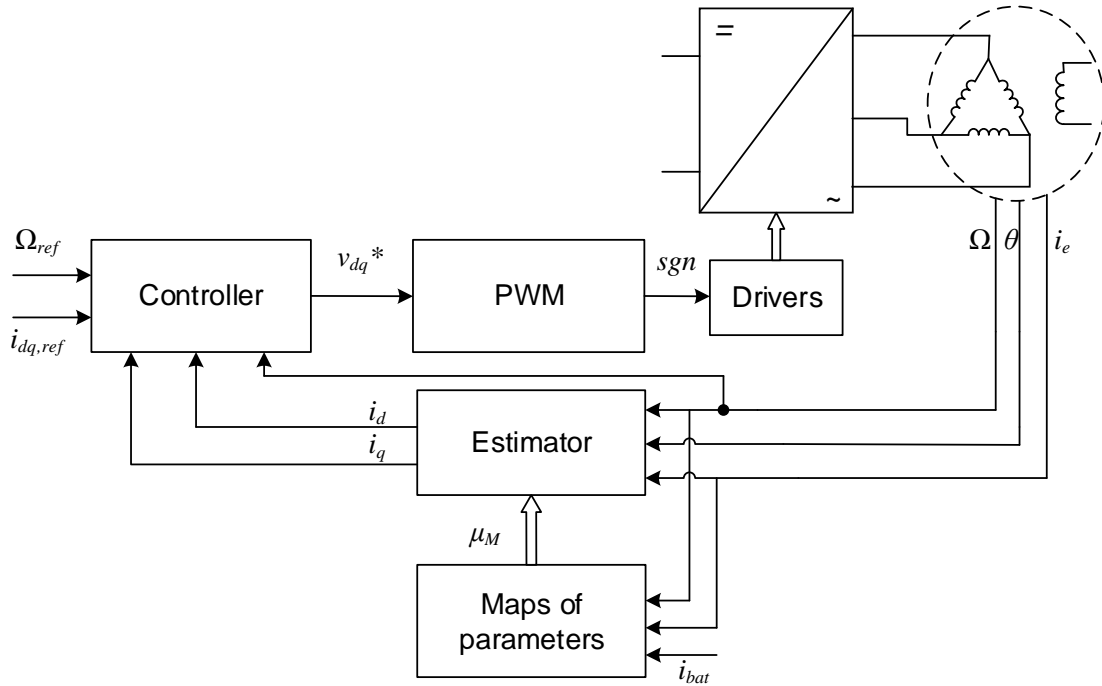 =
~
Ω_ref
v_dq*
sgn
Ω θ i_e
Controller
PWM
Drivers
i_dq,ref
i_d
Estimator
i_q
μ_M
Maps of
parameters
i_bat